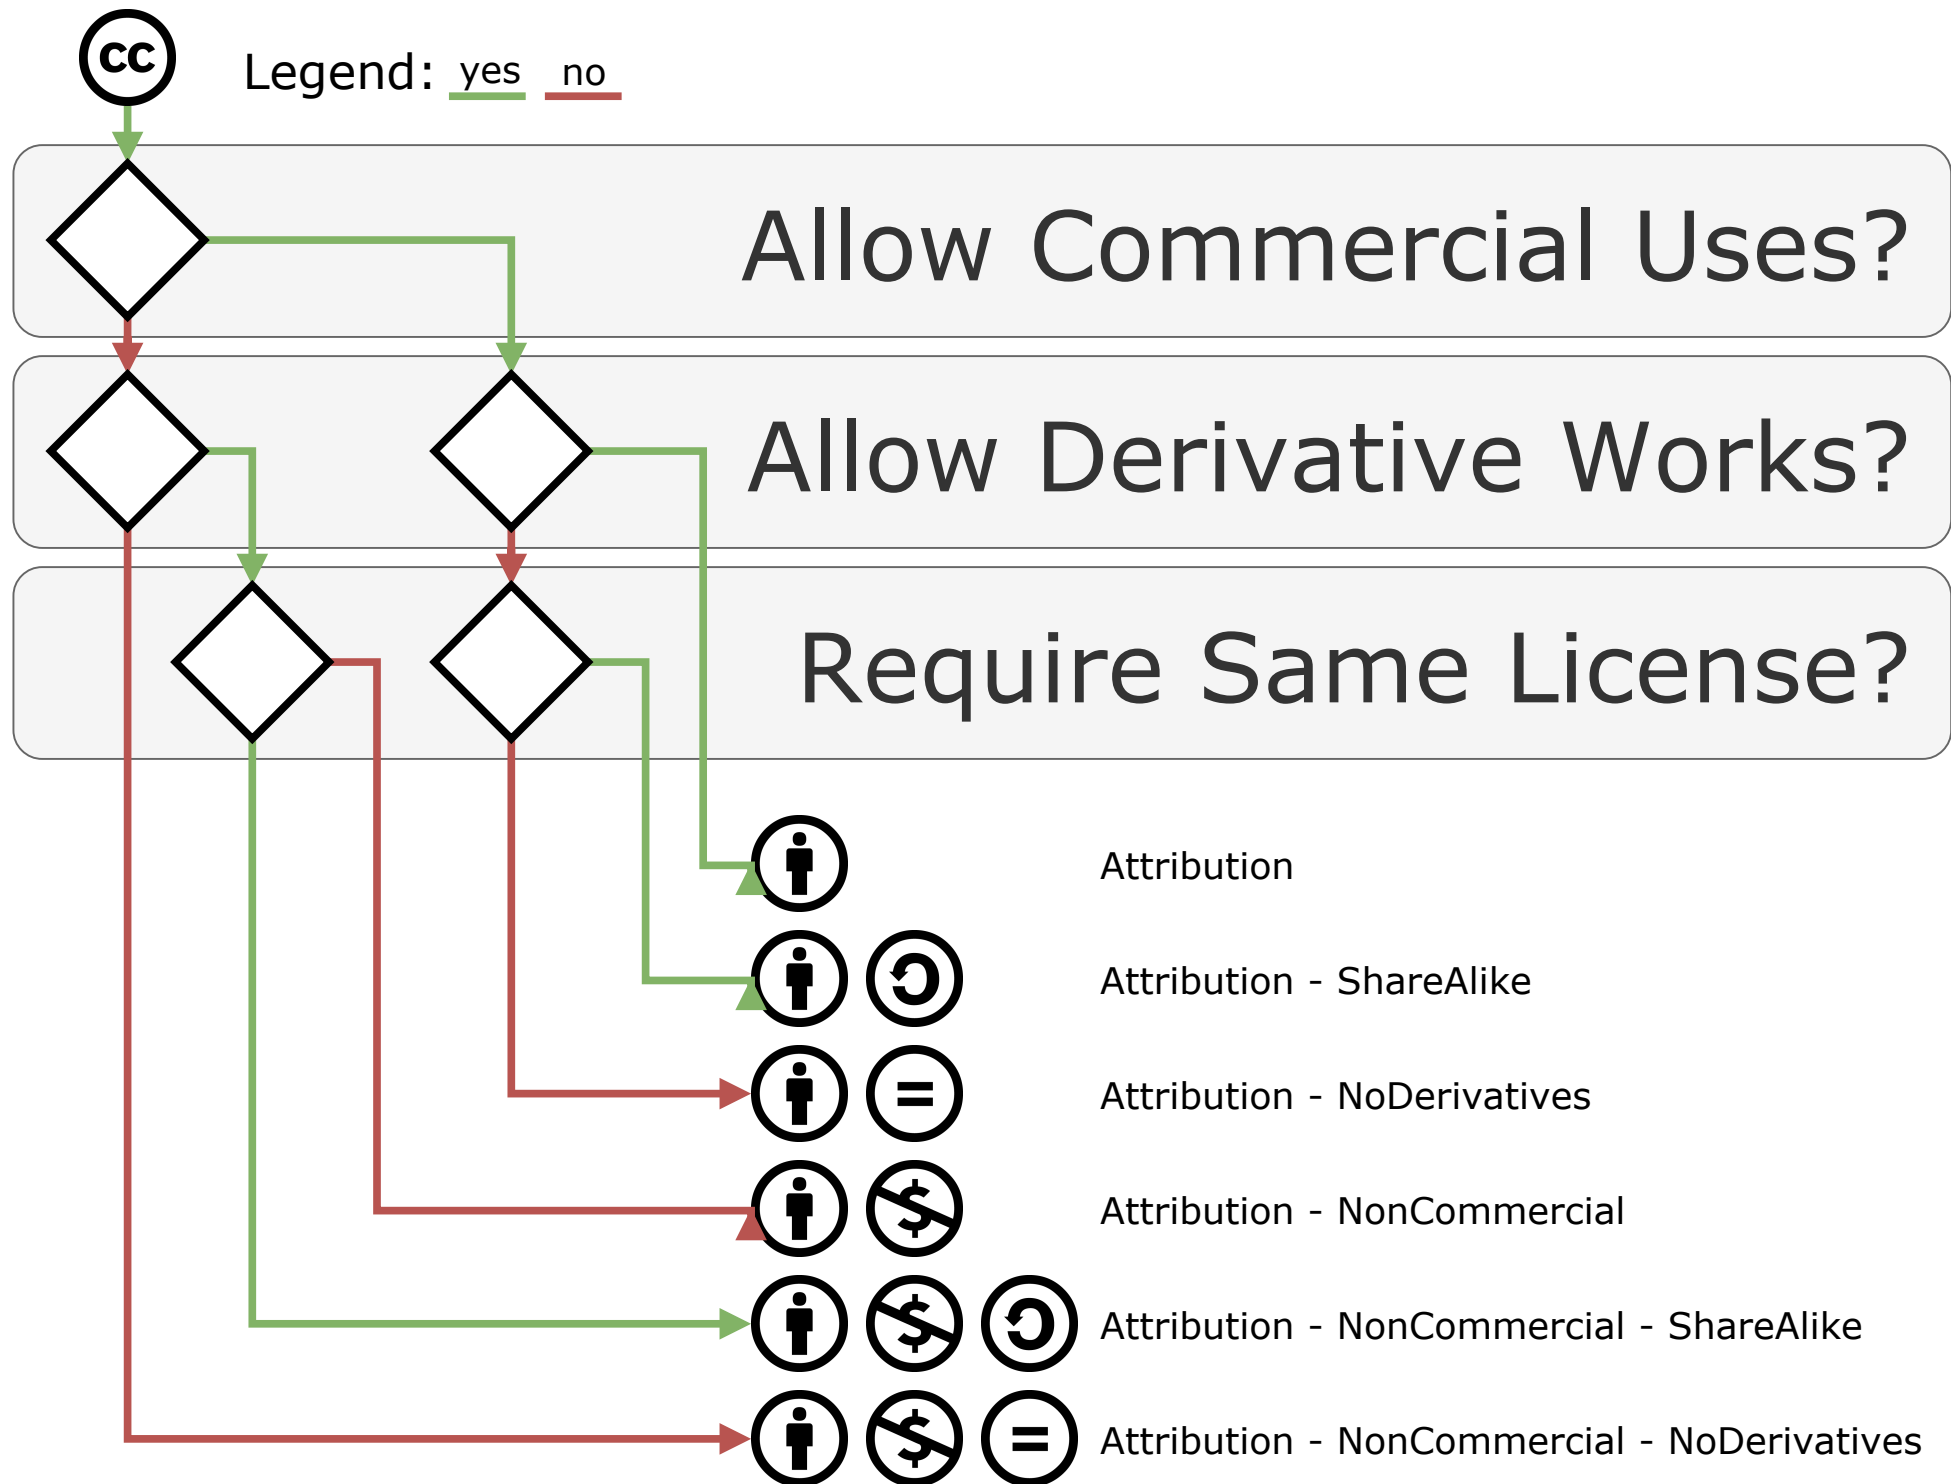 cc
Legend: yes no
Allow Commercial Uses?
Allow Derivative Works?
Require Same License?
Attribution
Attribution - ShareAlike
=
Attribution - NoDerivatives
$
Attribution - NonCommercial
$
Attribution - NonCommercial - ShareAlike
$ =
Attribution - NonCommercial - NoDerivatives